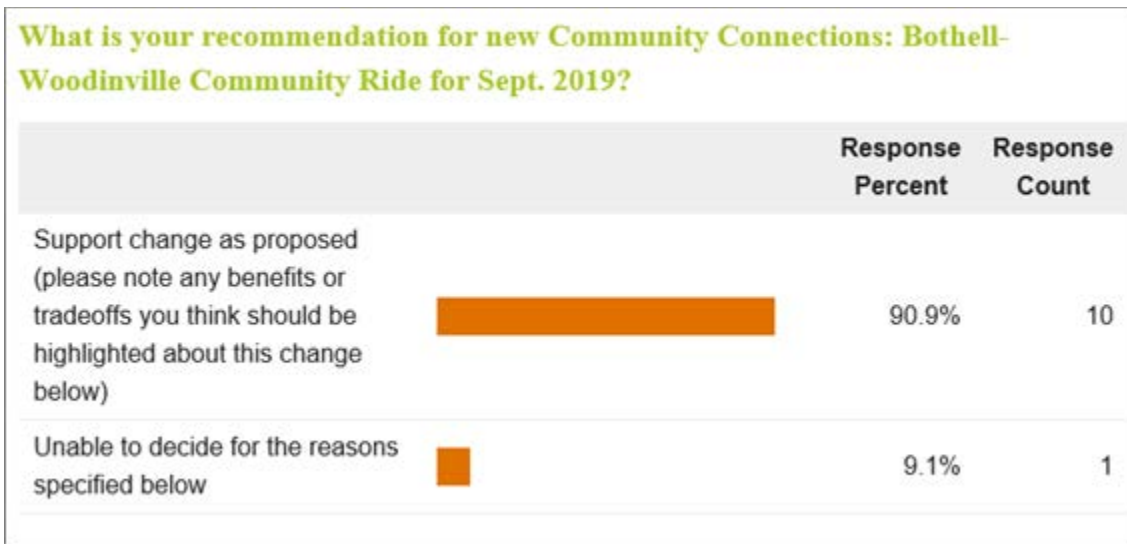 What is your recommendation for new Community Connections: Bothell-
Woodinville Community Ride for Sept. 2019?
Response Percent Response Count
Support change as proposed
(please note any benefits or
tradeoffs you think should be
highlighted about this change
below)
90.9% 10
Unable to decide for the reasons
specified below
9.1% 1